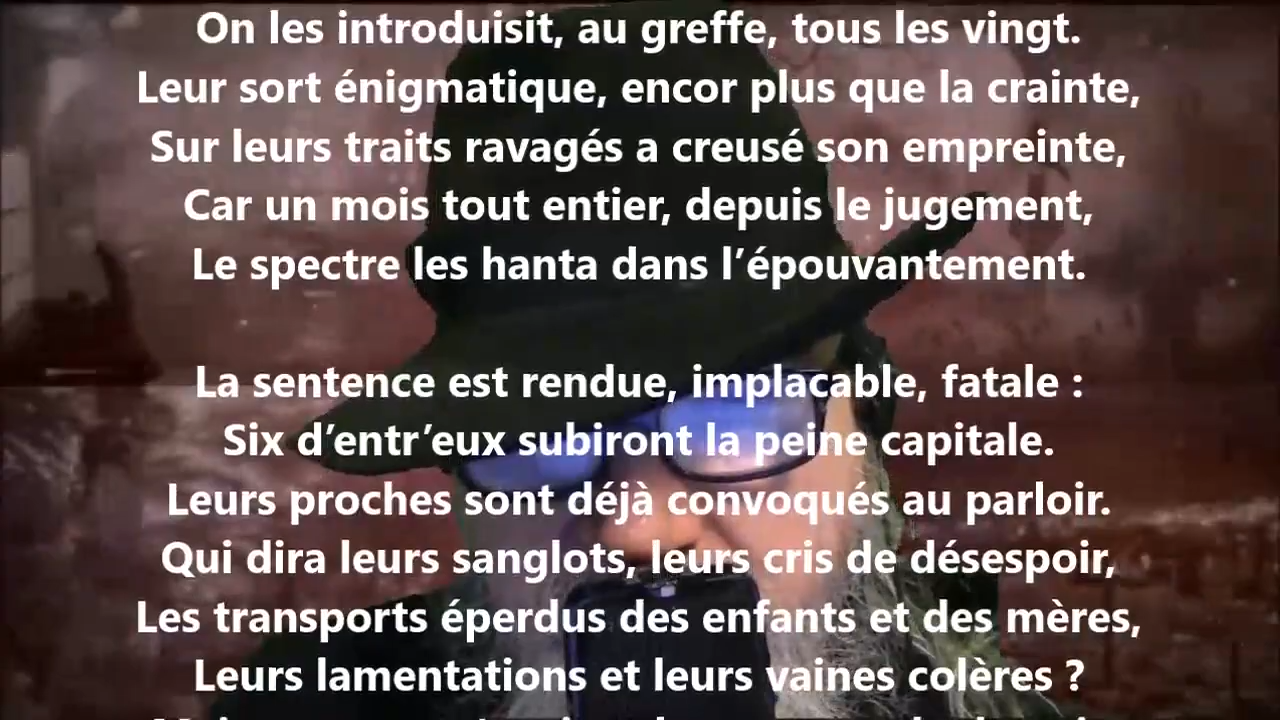 On les introduisit, au greffe, tous les vingt.
Leur sort énigmatique, encor plus que la crainte,
Sur leurs traits ravagés a creusé son empreinte,
Car un mois tout entier, depuis le jugement,
Le spectre les hanta dans l’épouvantement.
La sentence est rendue, implacable, fatale :
Six d’entr’eux subiront la peine capitale.
Leurs proches sont déjà convoqués au parloir.
Qui dira leurs sanglots, leurs cris de désespoir,
Les transports éperdus des enfants et des mères,
Leurs lamentations et leurs vaines colères ?